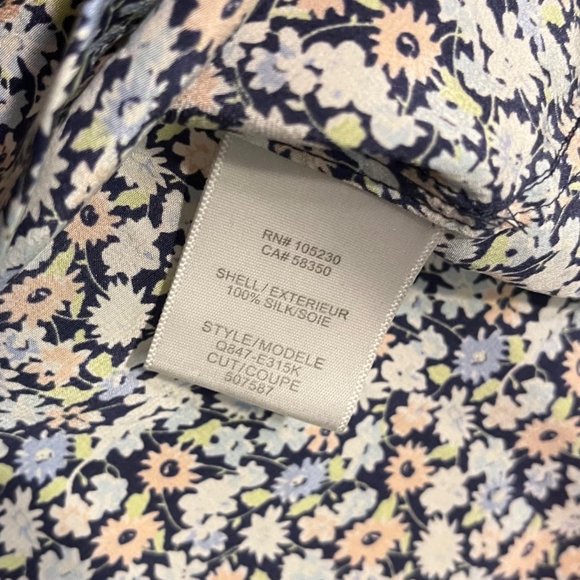 RN# 105230
CA# 58350
SHELL/EXTERIEUR
100% SILK/SOIE
STYLE/MODELE
Q847-E315K
CUT/COUPE
507587